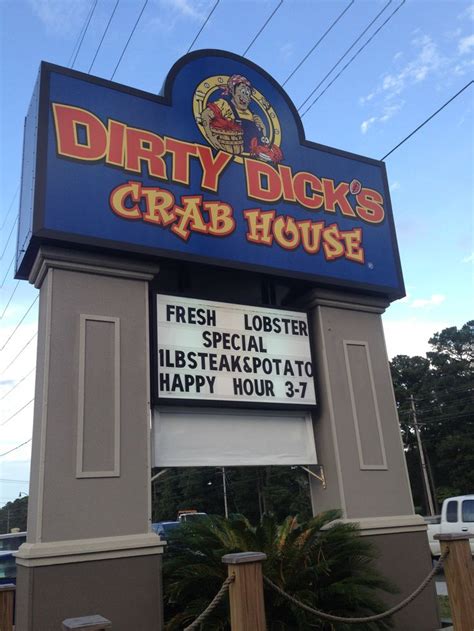 DIRTY DICK'S
CRAB HOUSE ®
FRESH LOBSTER
SPECIAL
1LBSTEAK&POTATO
HAPPY HOUR 3-7